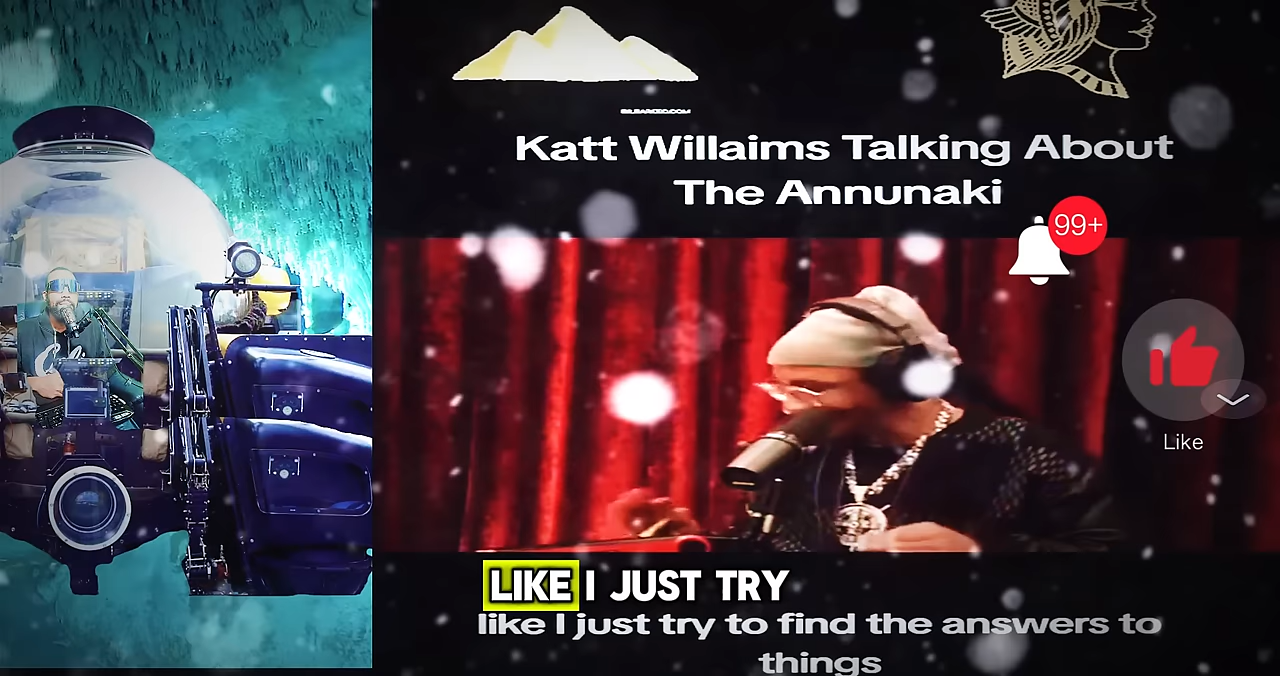 Katt Willaims Talking About
The Annunaki
99+
Like
LIKE I JUST TRY
like I just try to find the answers to
things